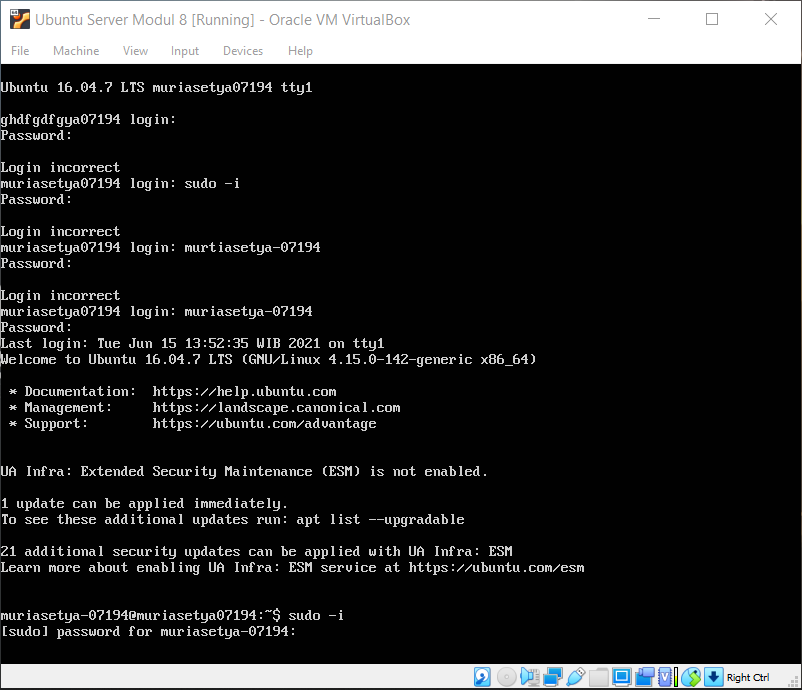 Ubuntu Server Modul 8 [Running] - Oracle VM VirtualBox
File Machine View Input Devices Help
Ubuntu 16.04.7 LTS muriasetya07194 tty1
ghdfgdfgya07194 login:
Password:
Login incorrect
muriasetya07194 login: sudo -i
Password:
Login incorrect
muriasetya07194 login: murtiasetya-07194
Password:
Login incorrect
muriasetya07194 login: muriasetya-07194
Password:
Last login: Tue Jun 15 13:52:35 WIB 2021 on tty1
Welcome to Ubuntu 16.04.7 LTS (GNU/Linux 4.15.0-142-generic x86_64)
* Documentation:  https://help.ubuntu.com
* Management:     https://landscape.canonical.com
* Support:        https://ubuntu.com/advantage
UA Infra: Extended Security Maintenance (ESM) is not enabled.
1 update can be applied immediately.
To see these additional updates run: apt list --upgradable
21 additional security updates can be applied with UA Infra: ESM
Learn more about enabling UA Infra: ESM service at https://ubuntu.com/esm
muriasetya-07194@muriasetya07194:~$ sudo -i
[sudo] password for muriasetya-07194:
Right Ctrl